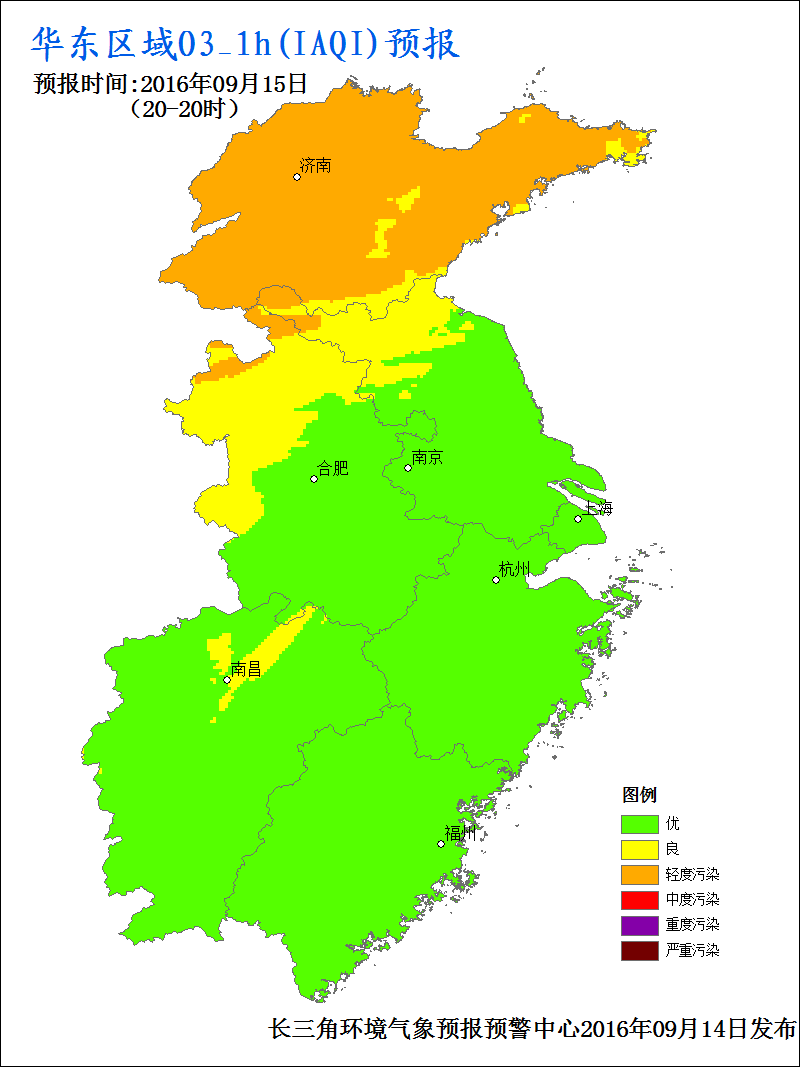 华东区域O3_1h(IAQI)预报
预报时间:2016年09月15日
(20-20时)
济南
合肥
南京
上海
杭州
南昌
福州
图例
优
良
轻度污染
中度污染
重度污染
严重污染
长三角环境气象预报预警中心2016年09月14日发布